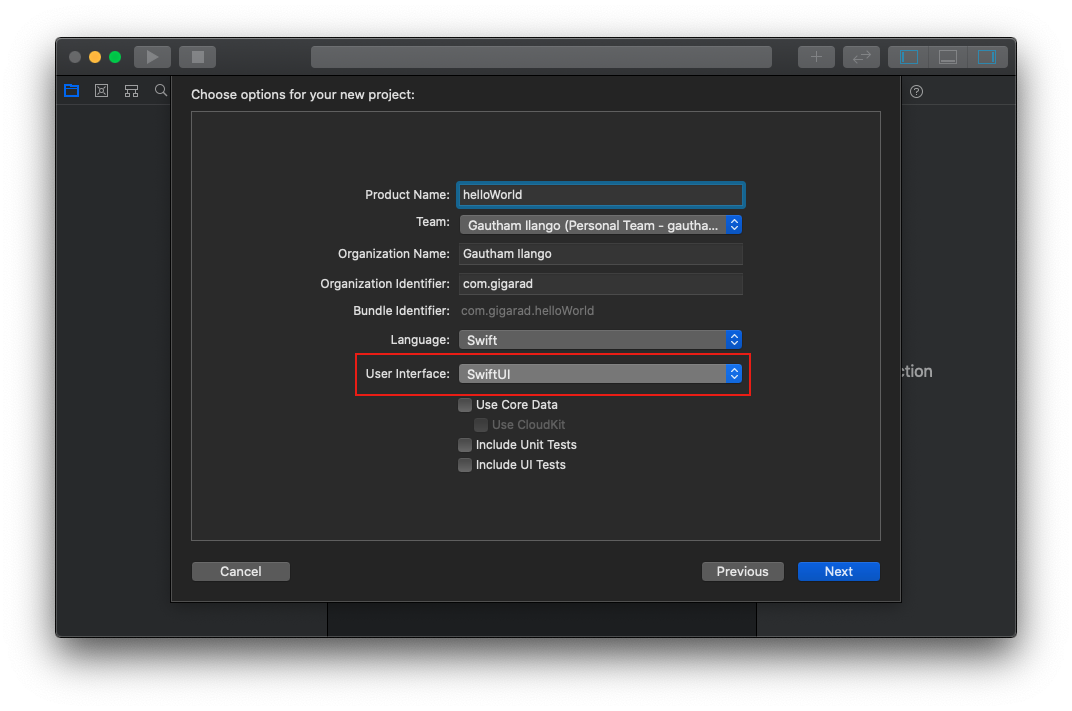 Choose options for your new project:
Product Name: helloWorld
Team: Gautham Ilango (Personal Team - gautha...
Organization Name: Gautham Ilango
Organization Identifier: com.gigarad
Bundle Identifier: com.gigarad.helloWorld
Language: Swift
User Interface: SwiftUI
ction
Use Core Data
Use CloudKit
Include Unit Tests
Include UI Tests
Cancel Previous Next